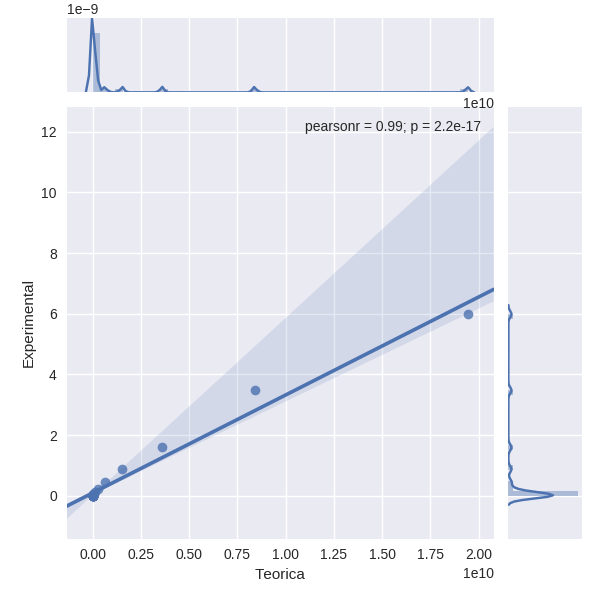 1e−9
1e10
pearsonr = 0.99; p = 2.2e-17
12
10
8
6
4
2
0
Experimental
0.00 0.25 0.50 0.75 1.00 1.25 1.50 1.75 2.00
Teorica
1e10